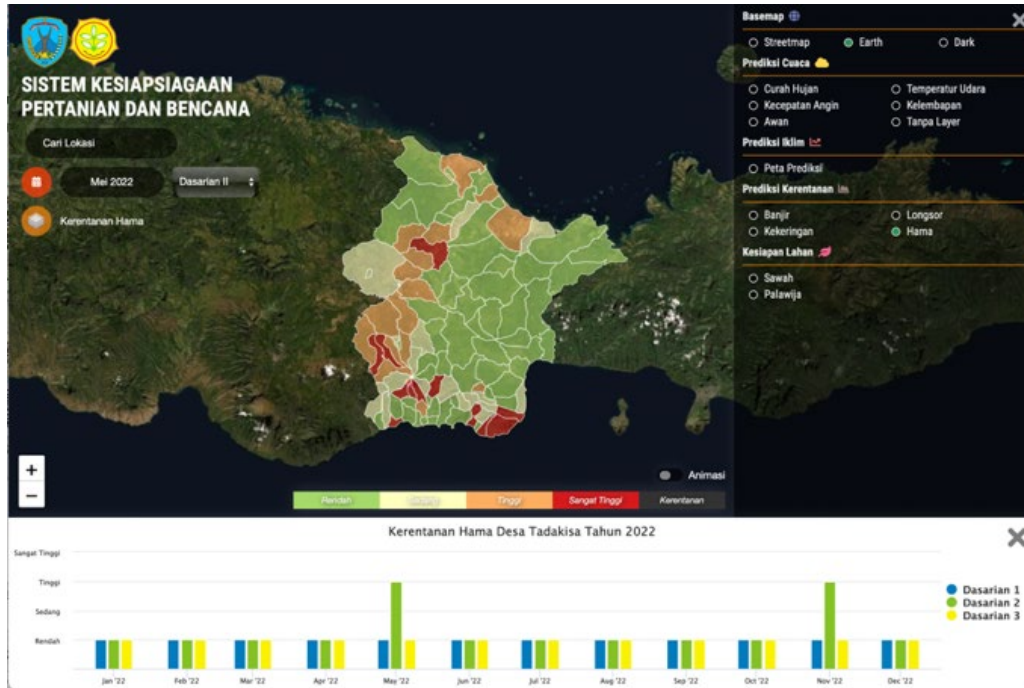 SISTEM KESIAPSIAGAAN
PERTANIAN DAN BENCANA
Cari Lokasi
Mei 2022
Dasarian II
Kerentanan Hama
Basemap
Streetmap
Earth
Dark
Prediksi Cuaca
Curah Hujan
Temperatur Udara
Kecepatan Angin
Kelembapan
Awan
Tanpa Layer
Prediksi Iklim
Peta Prediksi
Prediksi Kerentanan
Banjir
Longsor
Kekeringan
Hama
Kesiapan Lahan
Sawah
Palawija
+
−
Animasi
Rendah
Sedang
Tinggi
Sangat Tinggi
Kerentanan
Kerentanan Hama Desa Tadakisa Tahun 2022
Sangat Tinggi
Tinggi
Sedang
Rendah
Jan '22
Feb '22
Mar '22
Apr '22
May '22
Jun '22
Jul '22
Aug '22
Sep '22
Oct '22
Nov '22
Dec '22
Dasarian 1
Dasarian 2
Dasarian 3